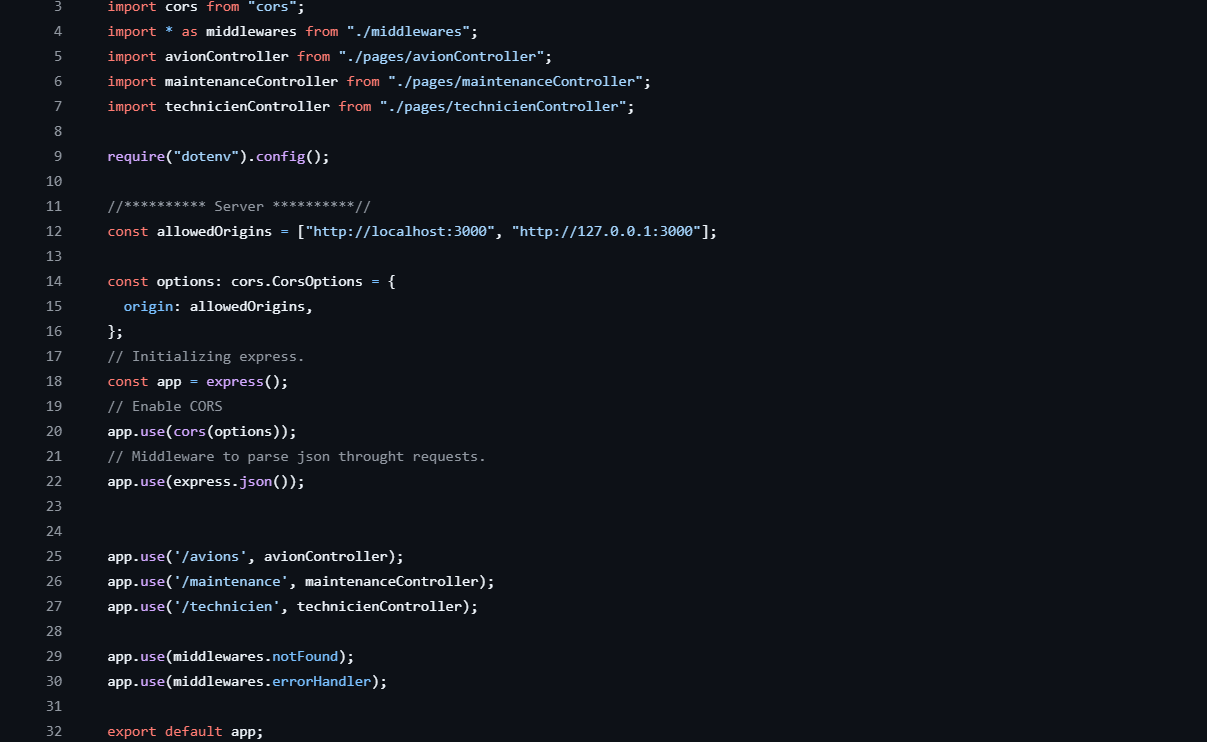 3 import cors from "cors";
4 import * as middlewares from "./middlewares";
5 import avionController from "./pages/avionController";
6 import maintenanceController from "./pages/maintenanceController";
7 import technicienController from "./pages/technicienController";
8
9 require("dotenv").config();
10
11 //********** Server **********//
12 const allowedOrigins = ["http://localhost:3000", "http://127.0.0.1:3000"];
13
14 const options: cors.CorsOptions = {
15   origin: allowedOrigins,
16 };
17 // Initializing express.
18 const app = express();
19 // Enable CORS
20 app.use(cors(options));
21 // Middleware to parse json throught requests.
22 app.use(express.json());
23
24
25 app.use('/avions', avionController);
26 app.use('/maintenance', maintenanceController);
27 app.use('/technicien', technicienController);
28
29 app.use(middlewares.notFound);
30 app.use(middlewares.errorHandler);
31
32 export default app;